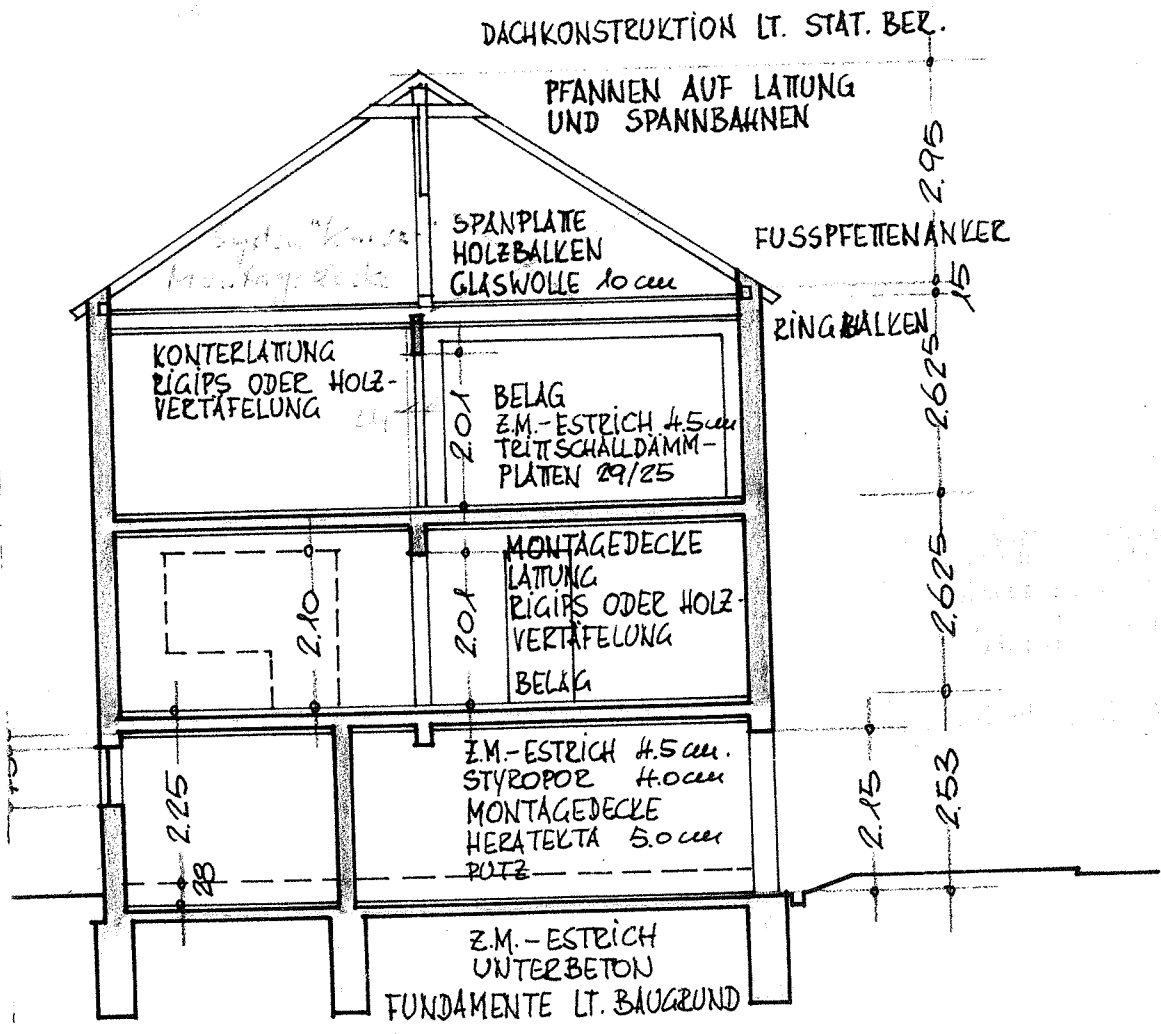 DACHKONSTRUKTION LT. STAT. BER.
PFANNEN AUF LATTUNG
UND SPANNBAHNEN
2.95
SPANPLATTE
HOLZBALKEN
GLASWOLLE 10 cm
FUSSPFETTENANKER
15
RINGBALKEN
KONTERLATTUNG
RIGIPS ODER HOLZ-
VERTÄFELUNG
2.01
BELAG
Z.M.-ESTRICH 4.5 cm
TRITTSCHALLDÄMM-
PLATTEN 29/25
2.625
MONTAGEDECKE
LATTUNG
RIGIPS ODER HOLZ-
VERTÄFELUNG
BELAG
2.10
2.01
2.625
Z.M.-ESTRICH 4.5 cm.
STYROPOR 4.0 cm
MONTAGEDECKE
HERATEKTA 5.0 cm
PUTZ
2.25
28
2.15
2.53
Z.M.-ESTRICH
UNTERBETON
FUNDAMENTE LT. BAUGRUND